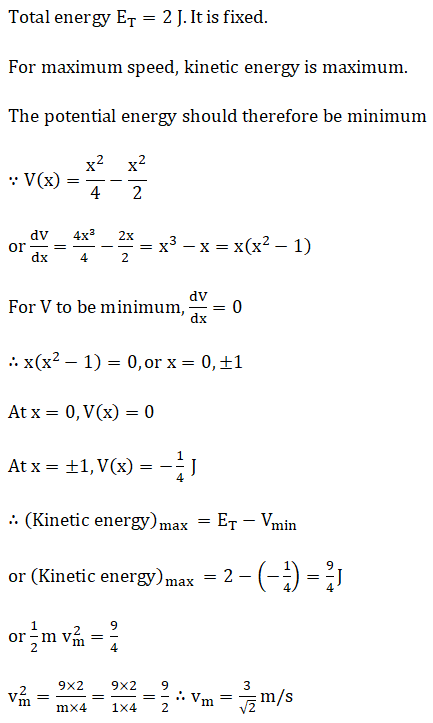 Total energy E_T = 2 J. It is fixed.
For maximum speed, kinetic energy is maximum.
The potential energy should therefore be minimum
∵ V(x) = x²/4 − x²/2
or dV/dx = 4x³/4 − 2x/2 = x³ − x = x(x² − 1)
For V to be minimum, dV/dx = 0
∴ x(x² − 1) = 0, or x = 0, ±1
At x = 0, V(x) = 0
At x = ±1, V(x) = −1/4 J
∴ (Kinetic energy)_max = E_T − V_min
or (Kinetic energy)_max = 2 − (−1/4) = 9/4 J
or 1/2 m v_m² = 9/4
v_m² = 9×2/m×4 = 9×2/1×4 = 9/2 ∴ v_m = 3/√2 m/s